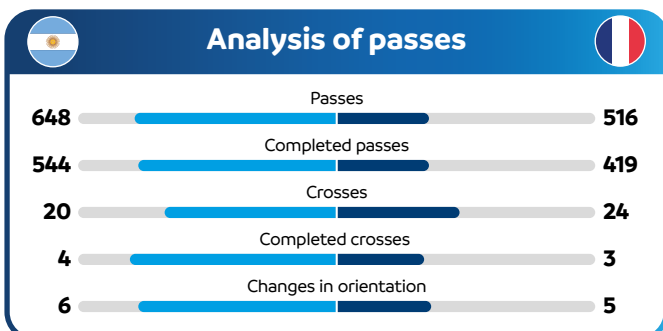 Analysis of passes
Passes
648 516
Completed passes
544 419
Crosses
20 24
Completed crosses
4 3
Changes in orientation
6 5